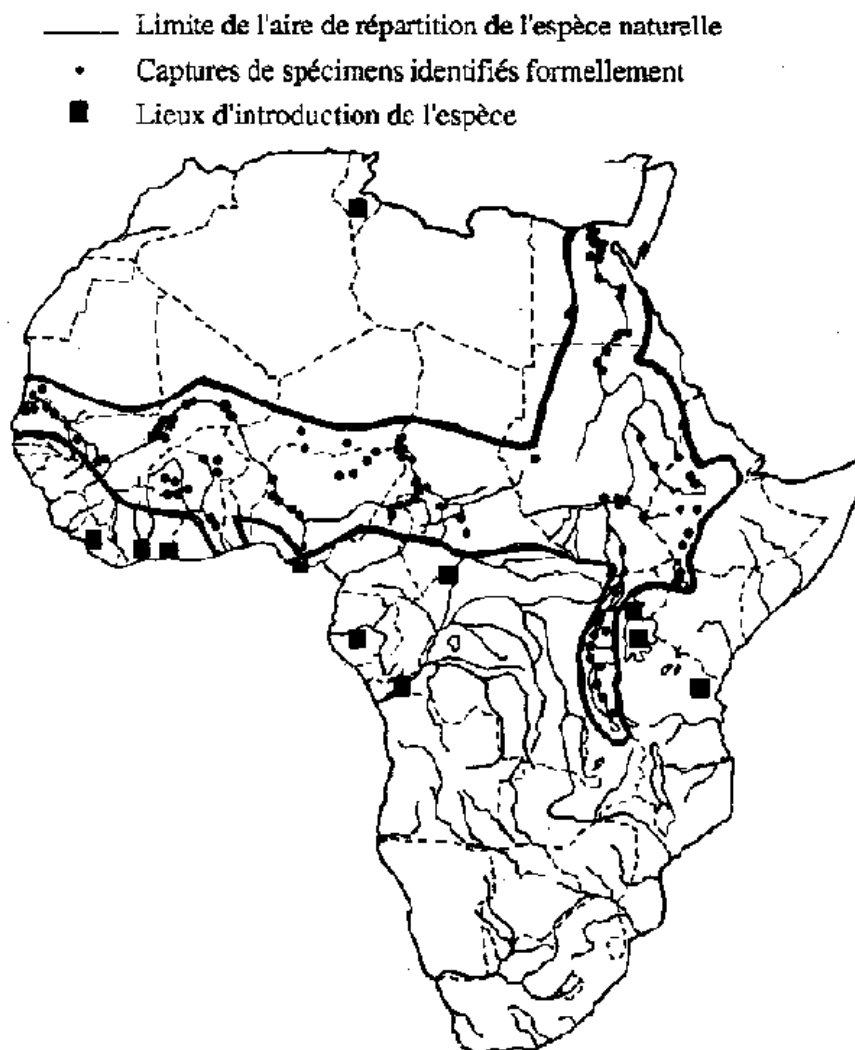 Limite de l'aire de répartition de l'espèce naturelle
Captures de spécimens identifiés formellement
Lieux d'introduction de l'espèce